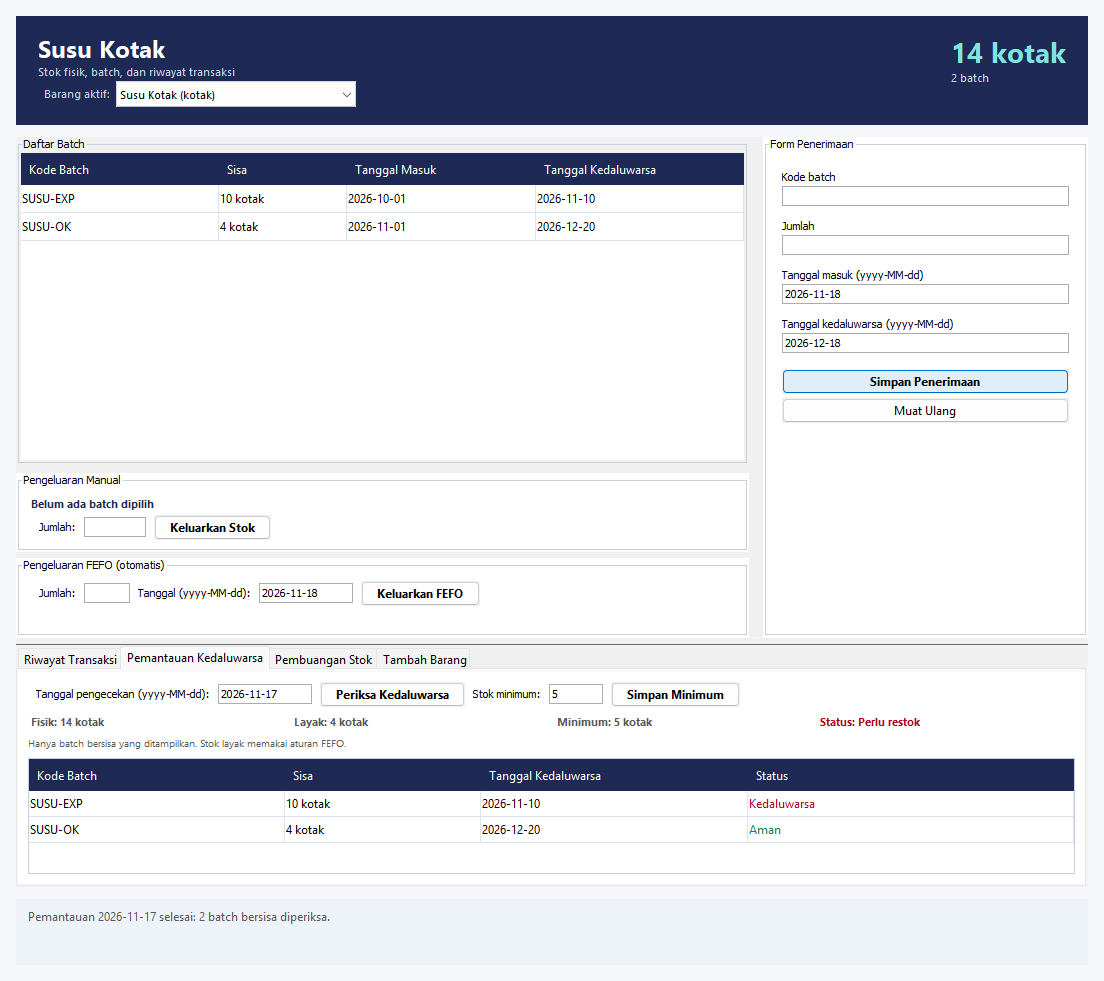 Susu Kotak
Stok fisik, batch, dan riwayat transaksi
Barang aktif: Susu Kotak (kotak)
14 kotak
2 batch
Daftar Batch
Kode Batch Sisa Tanggal Masuk Tanggal Kedaluwarsa
SUSU-EXP 10 kotak 2026-10-01 2026-11-10
SUSU-OK 4 kotak 2026-11-01 2026-12-20
Form Penerimaan
Kode batch
Jumlah
Tanggal masuk (yyyy-MM-dd)
2026-11-18
Tanggal kedaluwarsa (yyyy-MM-dd)
2026-12-18
Simpan Penerimaan
Muat Ulang
Pengeluaran Manual
Belum ada batch dipilih
Jumlah: Keluarkan Stok
Pengeluaran FEFO (otomatis)
Jumlah: Tanggal (yyyy-MM-dd): 2026-11-18 Keluarkan FEFO
Riwayat Transaksi Pemantauan Kedaluwarsa Pembuangan Stok Tambah Barang
Tanggal pengecekan (yyyy-MM-dd): 2026-11-17 Periksa Kedaluwarsa Stok minimum: 5 Simpan Minimum
Fisik: 14 kotak Layak: 4 kotak Minimum: 5 kotak Status: Perlu restok
Hanya batch bersisa yang ditampilkan. Stok layak memakai aturan FEFO.
Kode Batch Sisa Tanggal Kedaluwarsa Status
SUSU-EXP 10 kotak 2026-11-10 Kedaluwarsa
SUSU-OK 4 kotak 2026-12-20 Aman
Pemantauan 2026-11-17 selesai: 2 batch bersisa diperiksa.